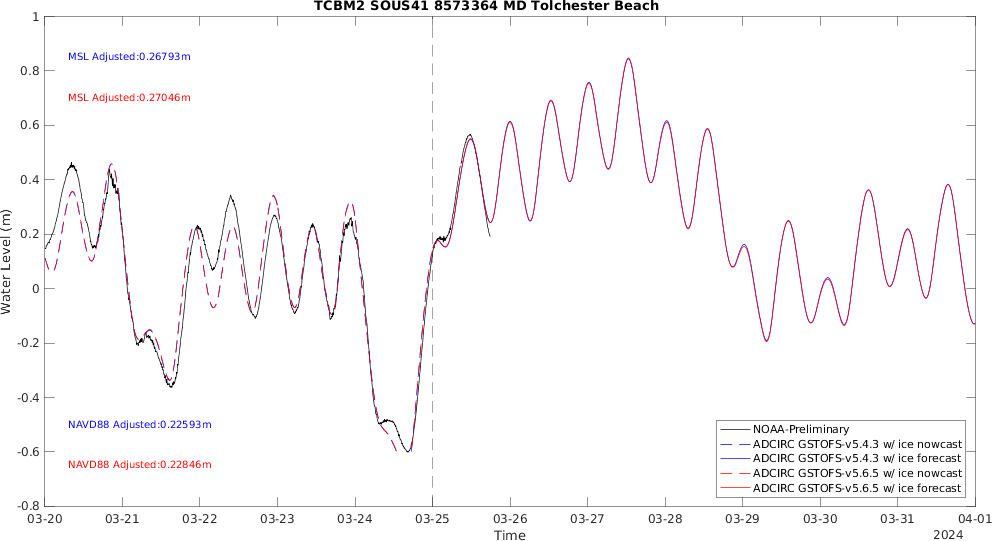 TCBM2 SOUS41 8573364 MD Tolchester Beach
MSL Adjusted:0.26793m
MSL Adjusted:0.27046m
NAVD88 Adjusted:0.22593m
NAVD88 Adjusted:0.22846m
Water Level (m)
1
0.8
0.6
0.4
0.2
0
-0.2
-0.4
-0.6
-0.8
NOAA-Preliminary
ADCIRC GSTOFS-v5.4.3 w/ ice nowcast
ADCIRC GSTOFS-v5.4.3 w/ ice forecast
ADCIRC GSTOFS-v5.6.5 w/ ice nowcast
ADCIRC GSTOFS-v5.6.5 w/ ice forecast
03-20 03-21 03-22 03-23 03-24 03-25 03-26 03-27 03-28 03-29 03-30 03-31 04-01
Time
2024